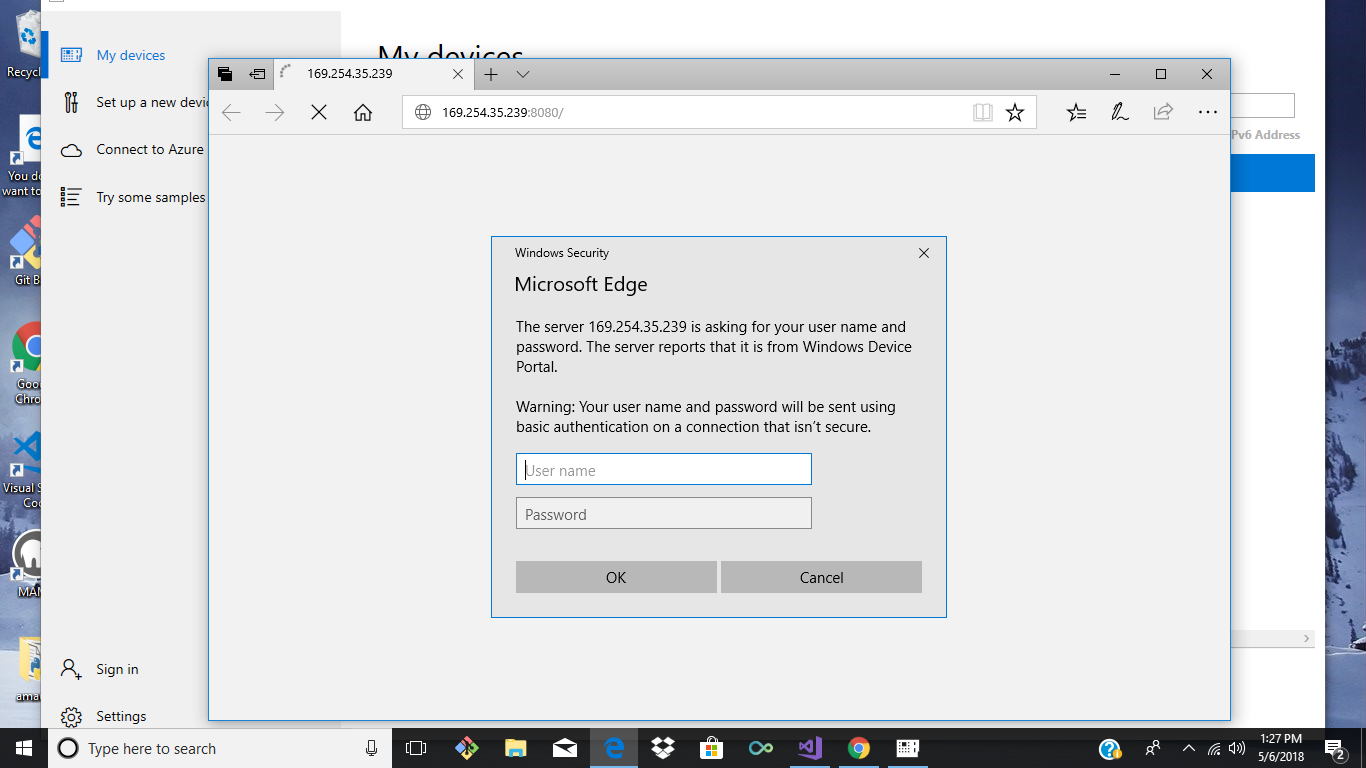 My devices
Set up a new devic
Connect to Azure
Try some samples
Sign in
Settings
My devices
Pv6 Address
169.254.35.239
169.254.35.239:8080/
Windows Security
Microsoft Edge
The server 169.254.35.239 is asking for your user name and
password. The server reports that it is from Windows Device
Portal.
Warning: Your user name and password will be sent using
basic authentication on a connection that isn't secure.
User name
Password
OK
Cancel
Recycl
You do
want to
Git B
Goo
Chro
Visual S
Co
MAM
ama
Type here to search
1:27 PM
5/6/2018
2